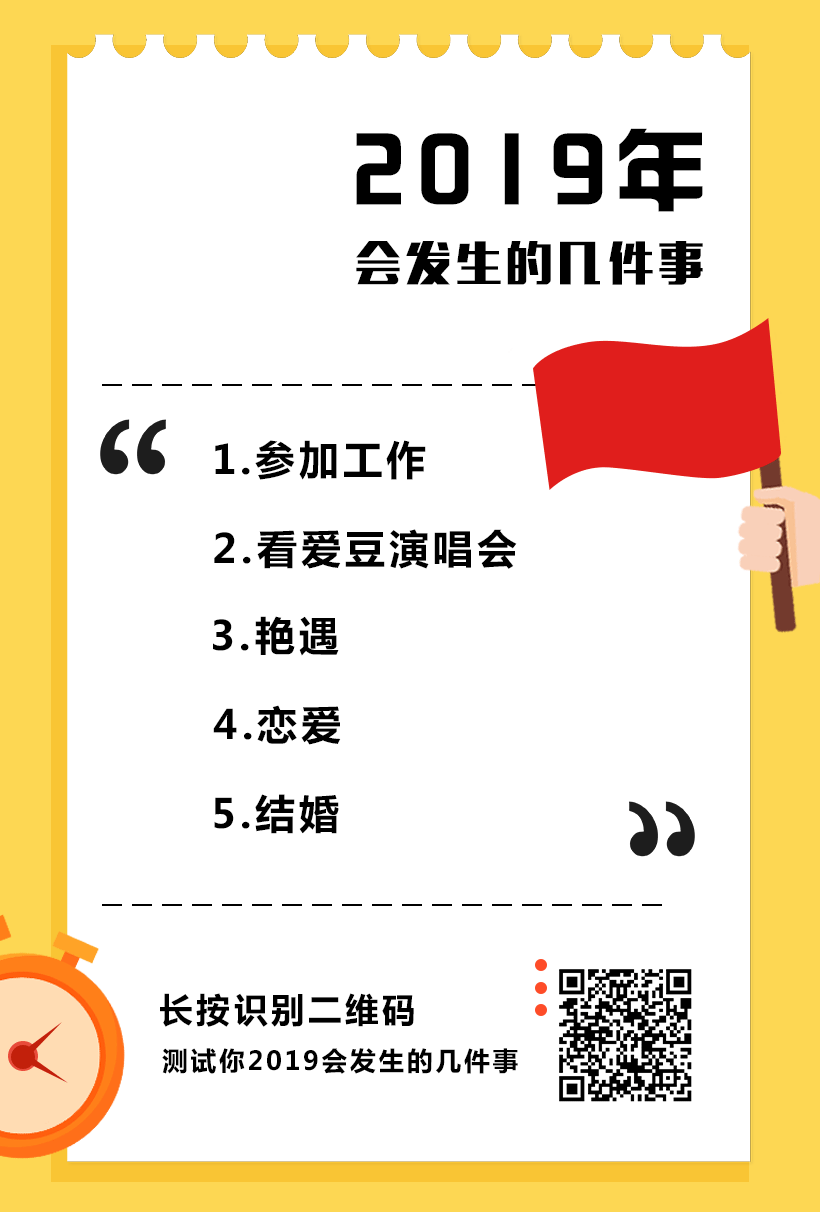 2019年
会发生的几件事
1.参加工作
2.看爱豆演唱会
3.艳遇
4.恋爱
5.结婚
长按识别二维码
测试你2019会发生的几件事